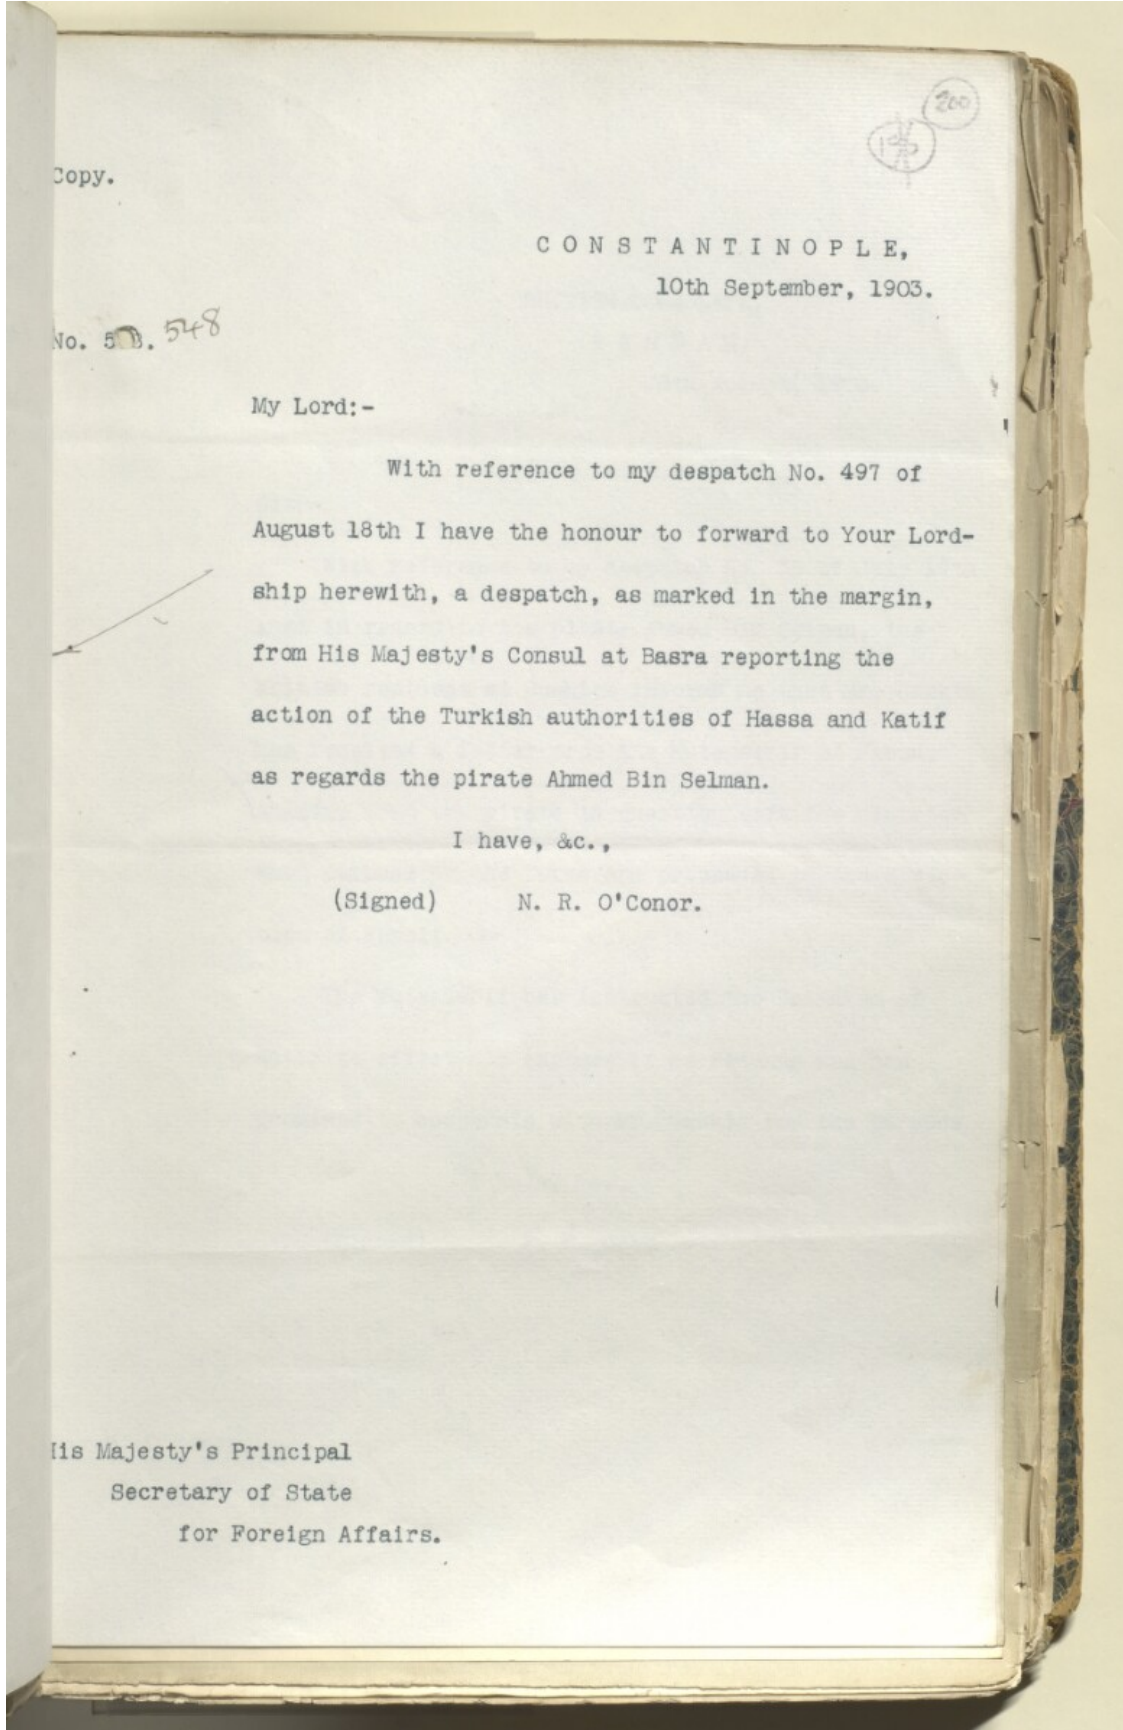 200
Copy.
CONSTANTINOPLE,
10th September, 1903.
No. 5 8. 548
My Lord:-
With reference to my despatch No. 497 of
August 18th I have the honour to forward to Your Lord-
ship herewith, a despatch, as marked in the margin,
from His Majesty's Consul at Basra reporting the
action of the Turkish authorities of Hassa and Katif
as regards the pirate Ahmed Bin Selman.
I have, &c.,
(Signed) N. R. O'Conor.
His Majesty's Principal
Secretary of State
for Foreign Affairs.